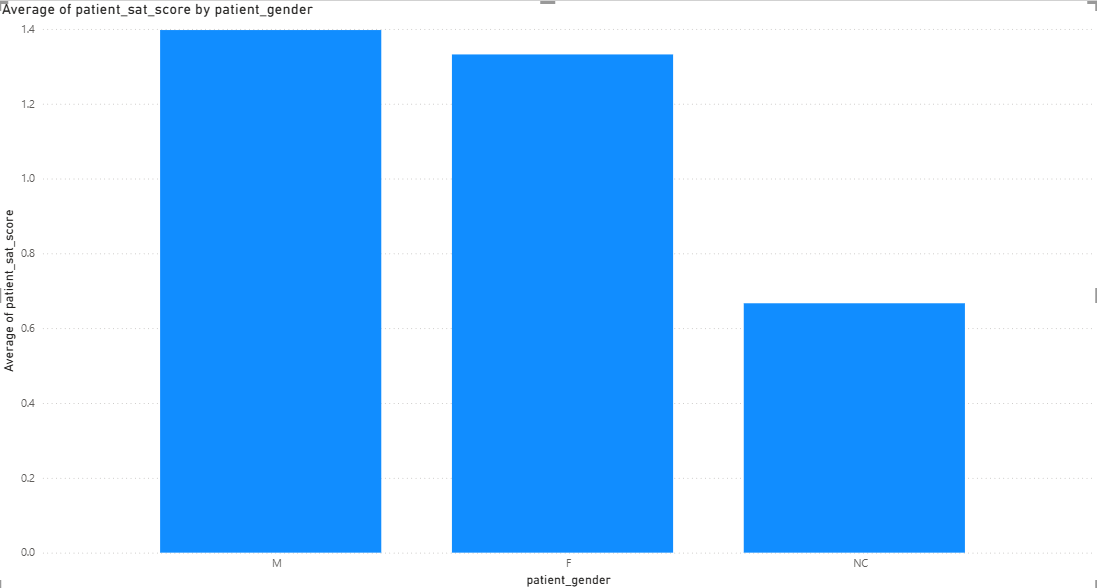 Average of patient_sat_score by patient_gender
1.4
1.2
1.0
0.8
0.6
0.4
0.2
0.0
Average of patient_sat_score
M
F
NC
patient_gender